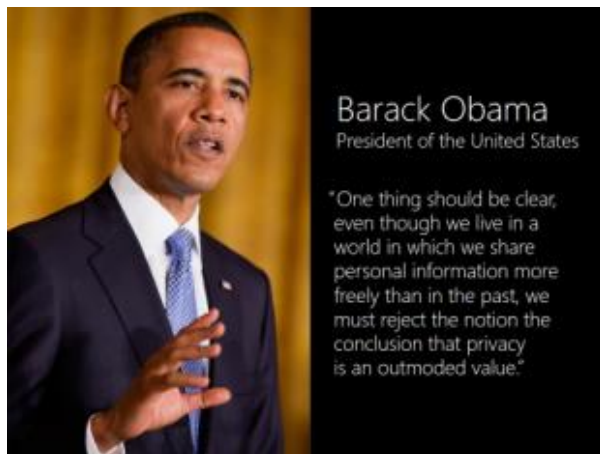 Barack Obama
President of the United States
"One thing should be clear,
even though we live in a
world in which we share
personal information more
freely than in the past, we
must reject the notion the
conclusion that privacy
is an outmoded value."